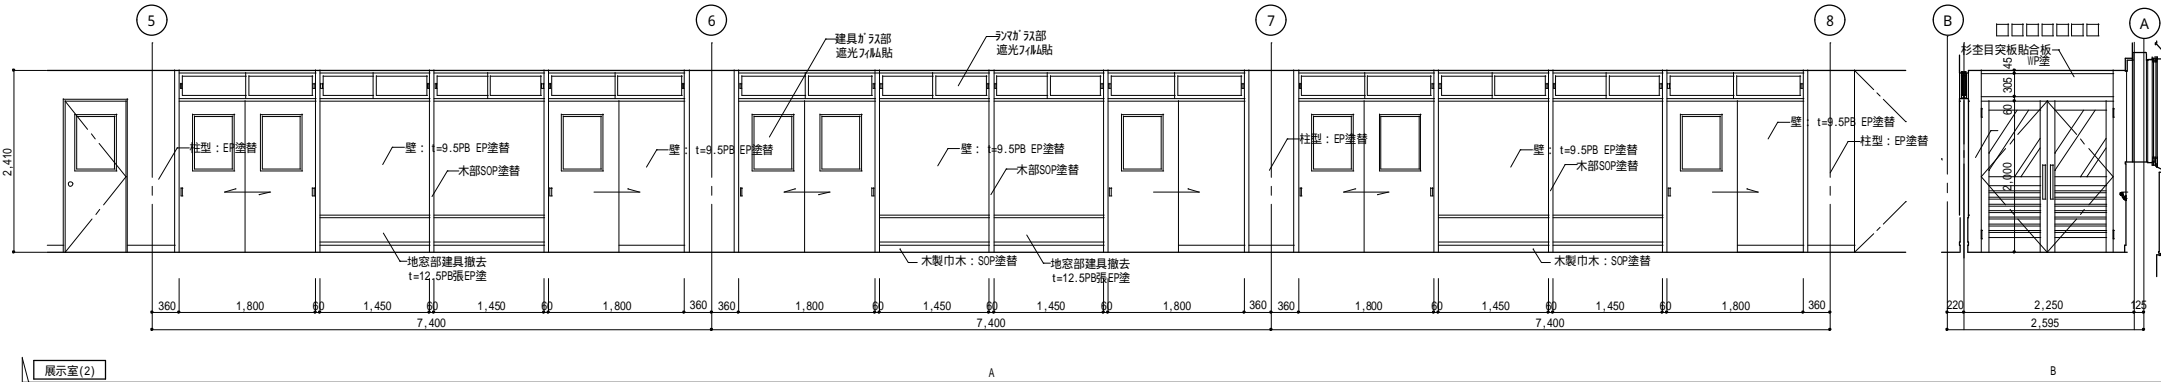 5
6
7
8
B
A
□□□□□□□
建具ガラス部
遮光フィルム貼
ランマガラス部
遮光フィルム貼
杉杢目突板貼合板
WP塗
45
305
60
2,000
2,410
柱型：EP塗替
壁：t=9.5PB EP塗替
木部SOP塗替
壁：t=9.5PB EP塗替
壁：t=9.5PB EP塗替
木部SOP塗替
柱型：EP塗替
壁：t=9.5PB EP塗替
木部SOP塗替
壁：t=9.5PB EP塗替
柱型：EP塗替
地窓部建具撤去
t=12.5PB張EP塗
木製巾木：SOP塗替
地窓部建具撤去
t=12.5PB張EP塗
木製巾木：SOP塗替
360 1,800 60 1,450 60 1,450 60 1,800 360 360 1,800 60 1,450 60 1,450 60 1,800 360 360 1,800 60 1,450 60 1,450 60 1,800 360
220 2,250 125
7,400 7,400 7,400
2,595
展示室(2)
A
B